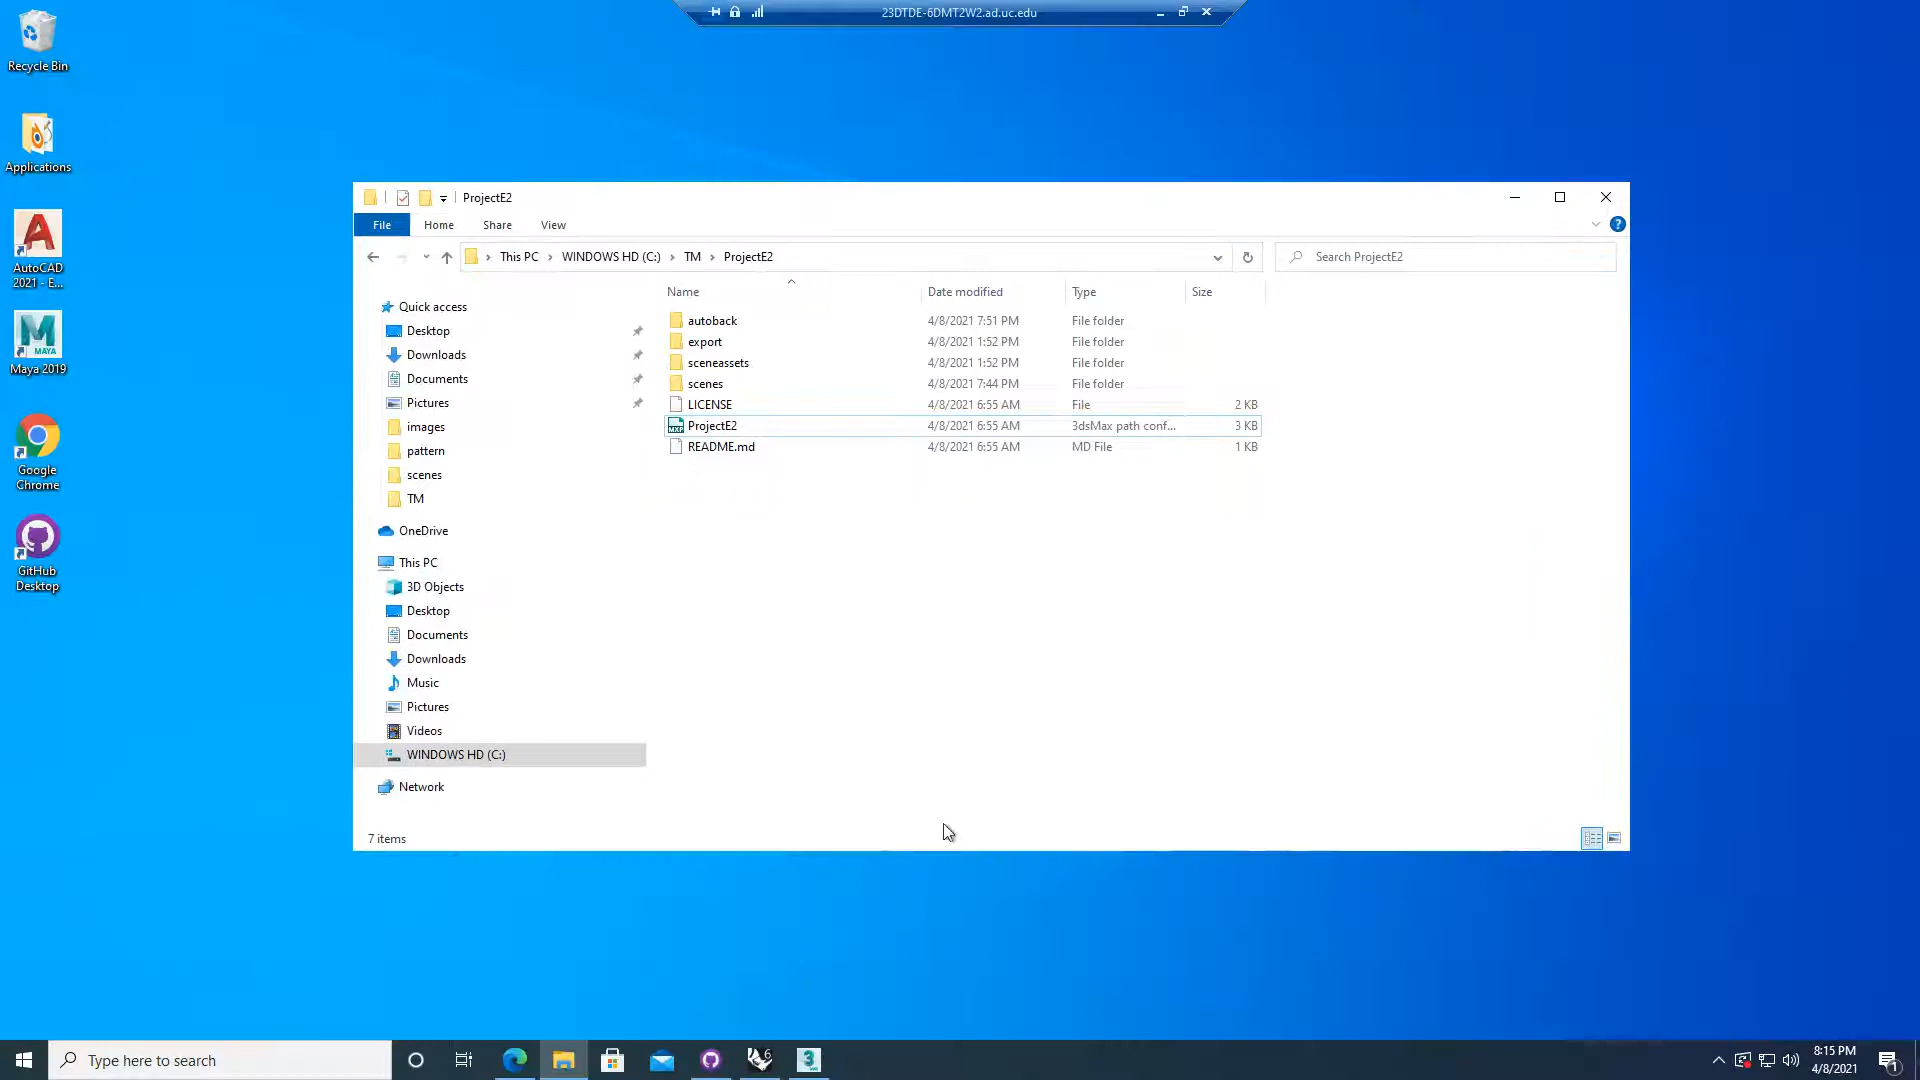 23DTDE-6DMT2W2.ad.uc.edu
Recycle Bin
Applications
AutoCAD
2021 - E...
MAYA
Maya 2019
Google
Chrome
GitHub
Desktop
ProjectE2
File Home Share View
This PC WINDOWS HD (C:) TM ProjectE2
Search ProjectE2
Name Date modified Type Size
autoback 4/8/2021 7:51 PM File folder
export 4/8/2021 1:52 PM File folder
sceneassets 4/8/2021 1:52 PM File folder
scenes 4/8/2021 7:44 PM File folder
LICENSE 4/8/2021 6:55 AM File 2 KB
MXP ProjectE2 4/8/2021 6:55 AM 3dsMax path conf... 3 KB
README.md 4/8/2021 6:55 AM MD File 1 KB
Quick access
Desktop
Downloads
Documents
Pictures
images
pattern
scenes
TM
OneDrive
This PC
3D Objects
Desktop
Documents
Downloads
Music
Pictures
Videos
WINDOWS HD (C:)
Network
7 items
Type here to search
6
3
8:15 PM
4/8/2021
1